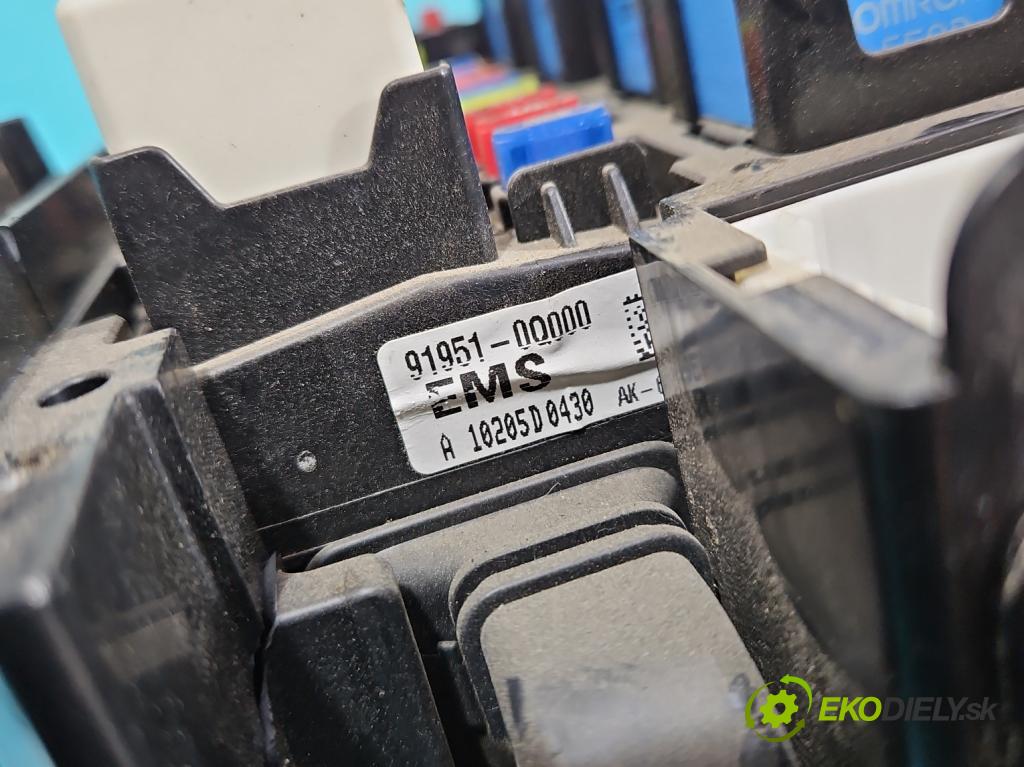 OMRON
91951-0Q000
EMS
A 10205D0430 AK-
EKODIELY.sk